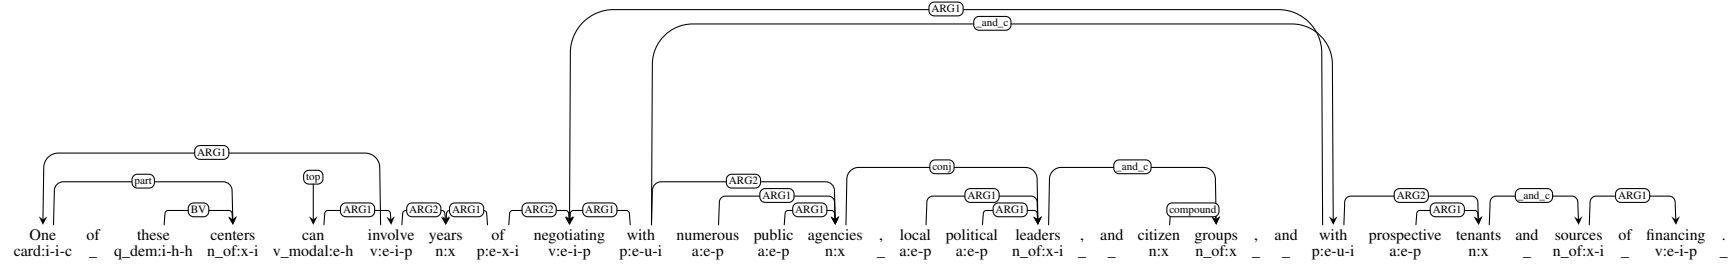 ARG1
_and_c
ARG1
conj _and_c
part top ARG2 ARG1 ARG1 ARG2 _and_c ARG1
BV ARG1 ARG2 ARG1 ARG2 ARG1 ARG1 ARG1 compound ARG1
One of these centers can involve years of negotiating with numerous public agencies , local political leaders , and citizen groups , and with prospective tenants and sources of financing .
card:i-i-c _ q_dem:i-h-h n_of:x-i v_modal:e-h v:e-i-p n:x p:e-x-i v:e-i-p p:e-u-i a:e-p a:e-p n:x _ a:e-p a:e-p n_of:x-i _ _ n:x n_of:x _ _ p:e-u-i a:e-p n:x _ n_of:x-i _ v:e-i-p _